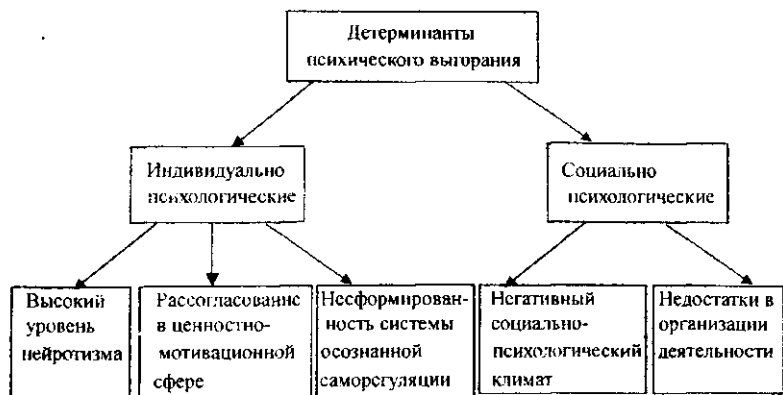 Детерминанты
психического выгорания
Индивидуально
психологические
Социально
психологические
Высокий
уровень
нейротизма
Рассогласование
в ценностно-
мотивационной
сфере
Несформирован-
ность системы
осознанной
саморегуляции
Негативный
социально-
психологический
климат
Недостатки в
организации
деятельности